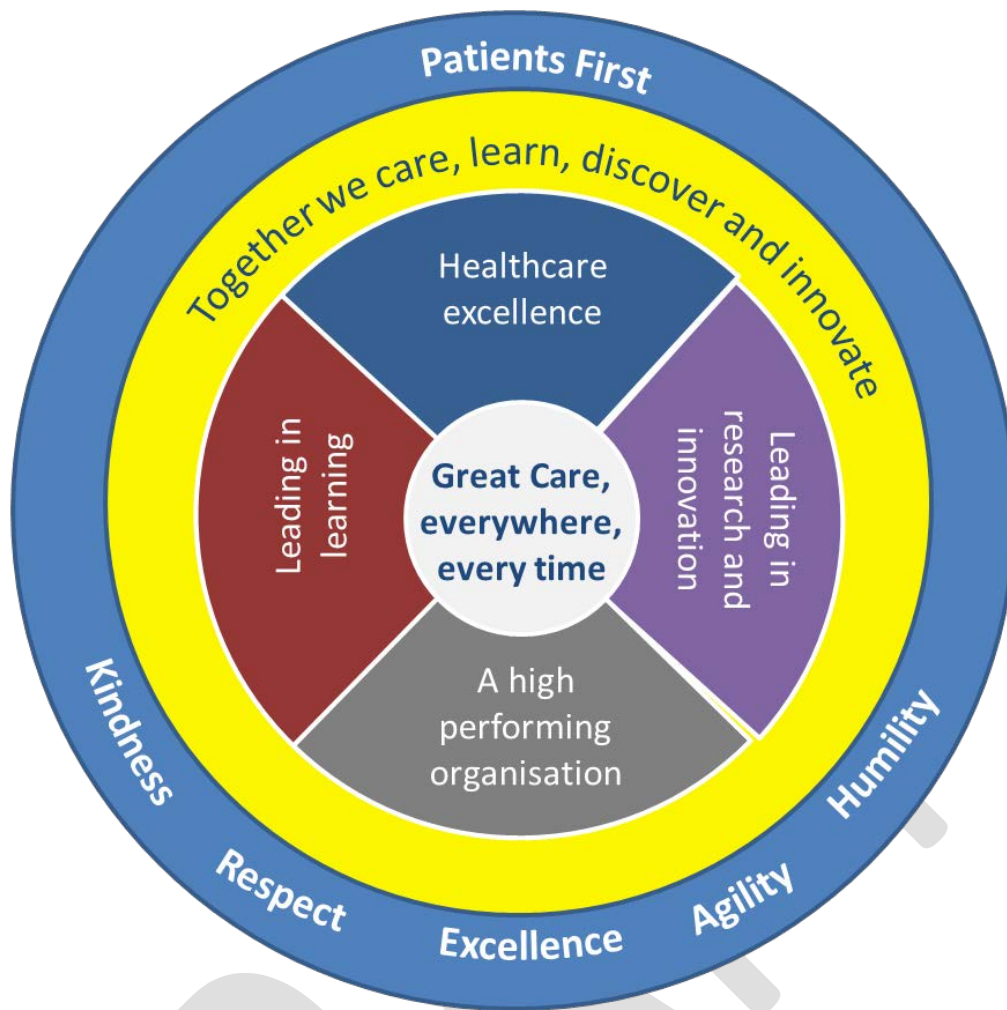 Patients First
Together we care, learn, discover and innovate
Healthcare
excellence
Leading in
learning
Great Care,
everywhere,
every time
Leading in
research and
innovation
A high
performing
organisation
Kindness
Respect
Excellence
Agility
Humility